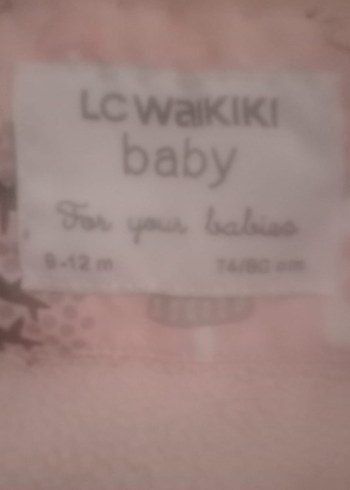 LC WAIKIKI
baby
For your babies
9-12 m 74/80 cm